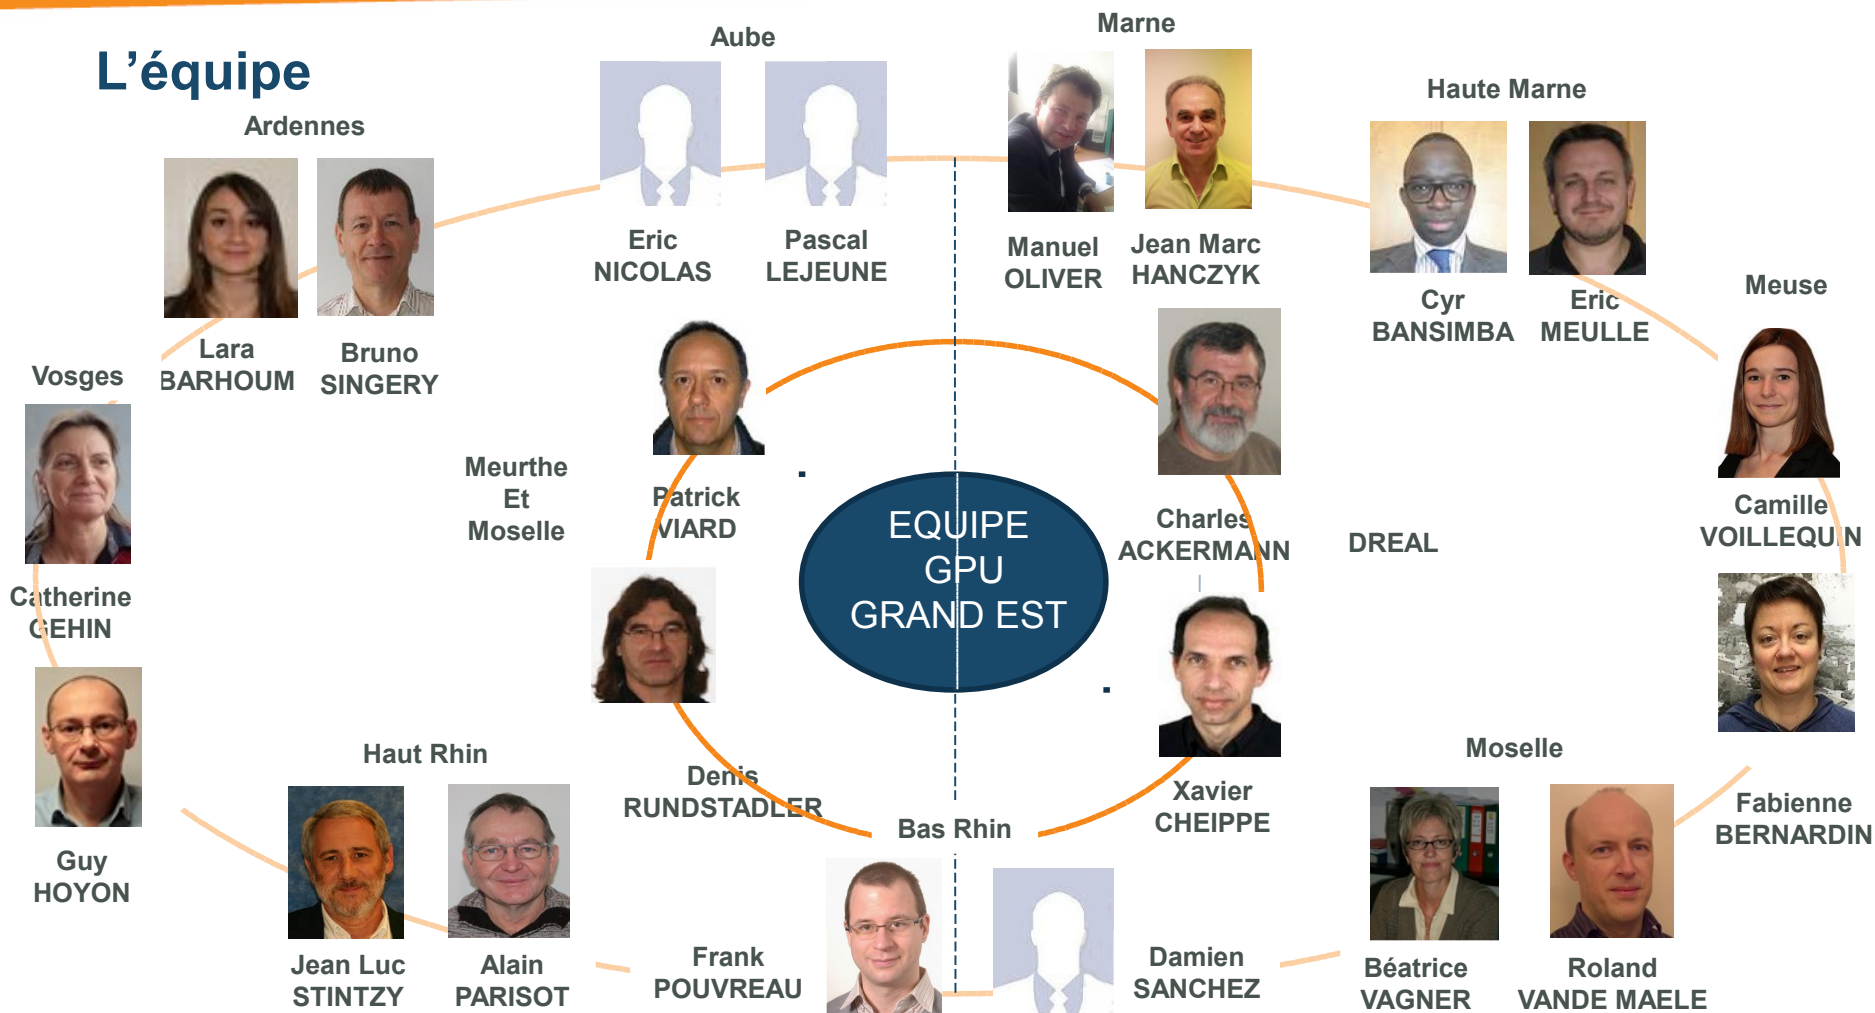 L’équipe
Ardennes
Lara
BARHOUM
Bruno
SINGERY
Aube
Eric
NICOLAS
Pascal
LEJEUNE
Marne
Manuel
OLIVER
Jean Marc
HANCZYK
Haute Marne
Cyr
BANSIMBA
Eric
MEULLE
Meuse
Camille
VOILLEQUIN
Fabienne
BERNARDIN
Vosges
Catherine
GEHIN
Guy
HOYON
Meurthe
Et
Moselle
Patrick
VIARD
Denis
RUNDSTADLER
EQUIPE
GPU
GRAND EST
Charles
ACKERMANN
DREAL
Xavier
CHEIPPE
Haut Rhin
Jean Luc
STINTZY
Alain
PARISOT
Bas Rhin
Frank
POUVREAU
Damien
SANCHEZ
Moselle
Béatrice
VAGNER
Roland
VANDE MAELE